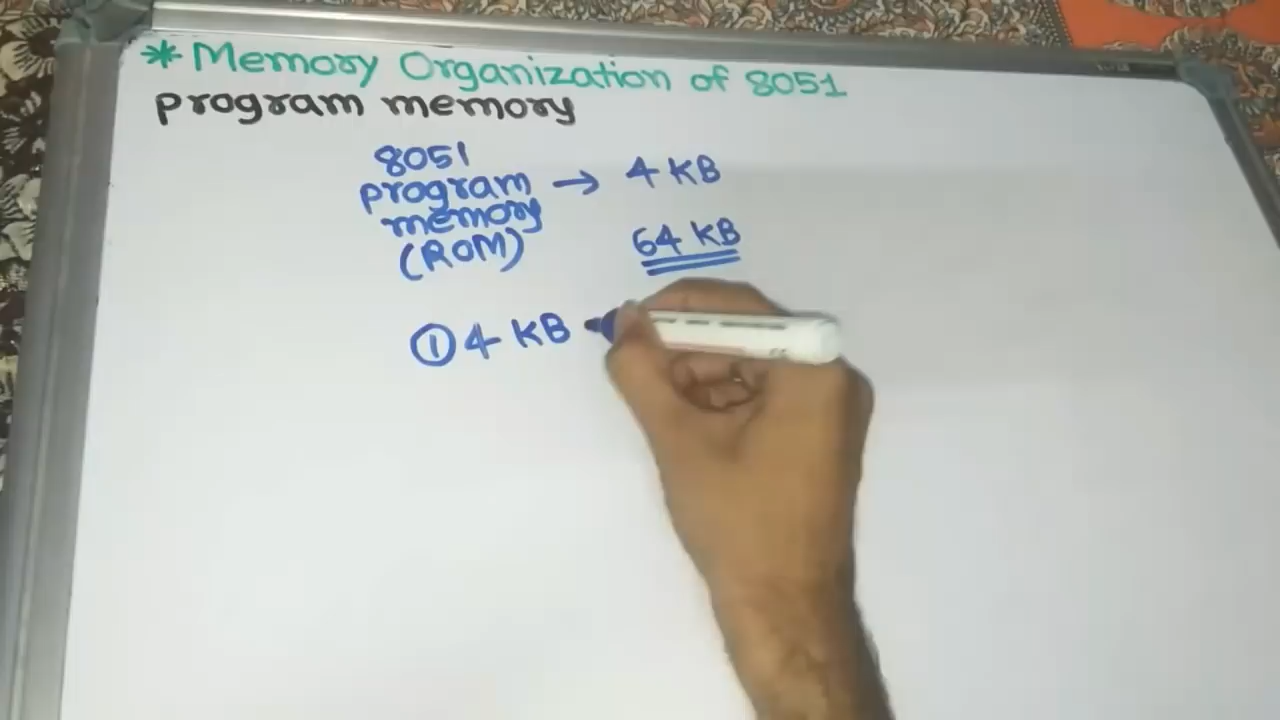 * Memory Organization of 8051
program memory
8051
program → 4 KB
memory
(ROM) 64 KB
① 4 KB